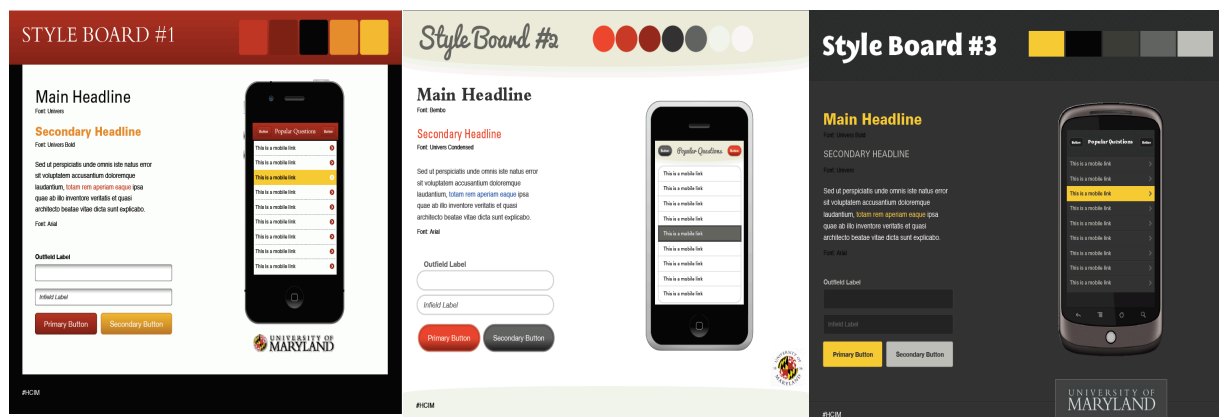 STYLE BOARD #1
Main Headline
Font: Univers
Secondary Headline
Font: Univers Bold
Sed ut perspiciatis unde omnis iste natus error
sit voluptatem accusantium doloremque
laudantium, totam rem aperiam eaque ipsa
quae ab illo inventore veritatis et quasi
architecto beatae vitae dicta sunt explicabo.
Font: Arial
Outfield Label
Infield Label
Primary Button
Secondary Button
Button
Popular Questions
Button
This is a mobile link
This is a mobile link
This is a mobile link
This is a mobile link
This is a mobile link
This is a mobile link
This is a mobile link
This is a mobile link
This is a mobile link
UNIVERSITY OF
MARYLAND
#HCIM
Style Board #2
Main Headline
Font: Bembo
Secondary Headline
Font: Univers Condensed
Sed ut perspiciatis unde omnis iste natus error
sit voluptatem accusantium doloremque
laudantium, totam rem aperiam eaque ipsa
quae ab illo inventore veritatis et quasi
architecto beatae vitae dicta sunt explicabo.
Font: Arial
Outfield Label
Infield Label
Primary Button
Secondary Button
Button
Popular Questions
Button
This is a mobile link
This is a mobile link
This is a mobile link
This is a mobile link
This is a mobile link
This is a mobile link
This is a mobile link
This is a mobile link
This is a mobile link
#HCIM
Style Board #3
Main Headline
Font: Univers Bold
SECONDARY HEADLINE
Font: Univers
Sed ut perspiciatis unde omnis iste natus error
sit voluptatem accusantium doloremque
laudantium, totam rem aperiam eaque ipsa
quae ab illo inventore veritatis et quasi
architecto beatae vitae dicta sunt explicabo.
Font: Arial
Outfield Label
Infield Label
Primary Button
Secondary Button
Button
Popular Questions
Button
This is a mobile link
This is a mobile link
This is a mobile link
This is a mobile link
This is a mobile link
This is a mobile link
This is a mobile link
This is a mobile link
This is a mobile link
UNIVERSITY OF
MARYLAND
#HCIM